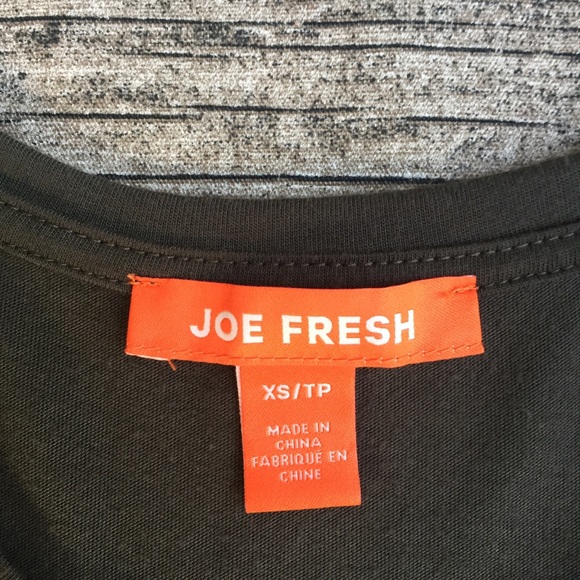 JOE FRESH
XS/TP
MADE IN
CHINA
FABRIQUÉ EN
CHINE